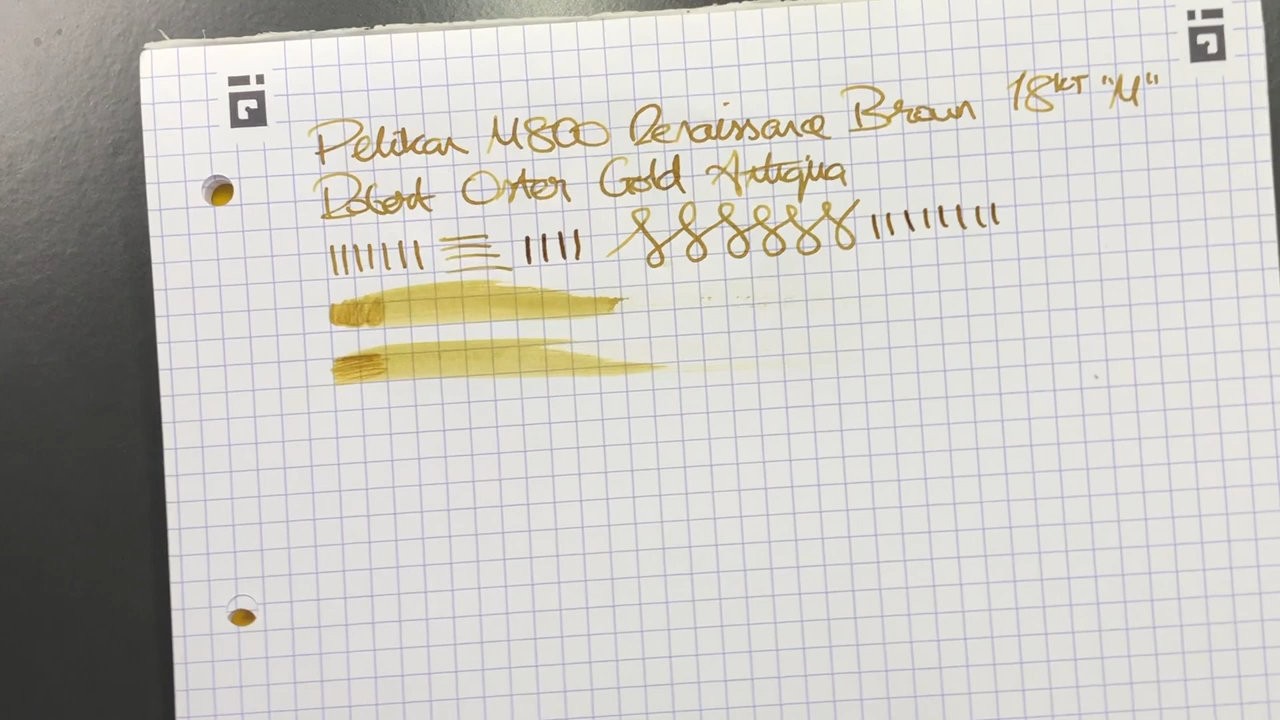 Pelikan M800 Renaissance Brown 18KT "M"
Robert Oster Gold Antiqua